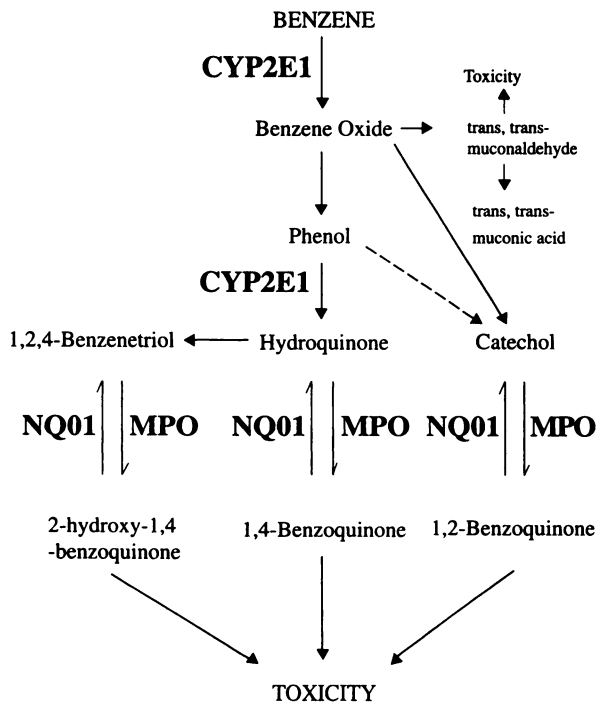 BENZENE
CYP2E1
Toxicity
Benzene Oxide
trans, trans-
muconaldehyde
trans, trans-
muconic acid
Phenol
CYP2E1
1,2,4-Benzenetriol
Hydroquinone
Catechol
NQ01
MPO
NQ01
MPO
NQ01
MPO
2-hydroxy-1,4
-benzoquinone
1,4-Benzoquinone
1,2-Benzoquinone
TOXICITY